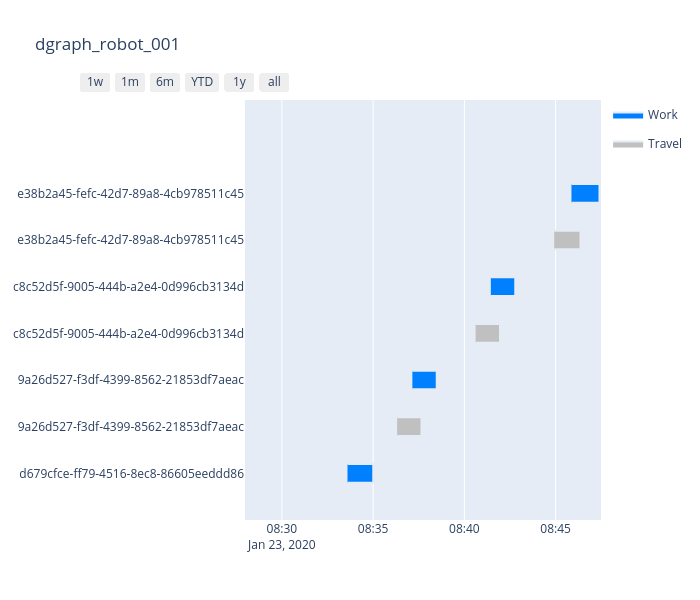 dgraph_robot_001
1w 1m 6m YTD 1y all
Work
Travel
e38b2a45-fefc-42d7-89a8-4cb978511c45
e38b2a45-fefc-42d7-89a8-4cb978511c45
c8c52d5f-9005-444b-a2e4-0d996cb3134d
c8c52d5f-9005-444b-a2e4-0d996cb3134d
9a26d527-f3df-4399-8562-21853df7aeac
9a26d527-f3df-4399-8562-21853df7aeac
d679cfce-ff79-4516-8ec8-86605eeddd86
08:30 08:35 08:40 08:45
Jan 23, 2020